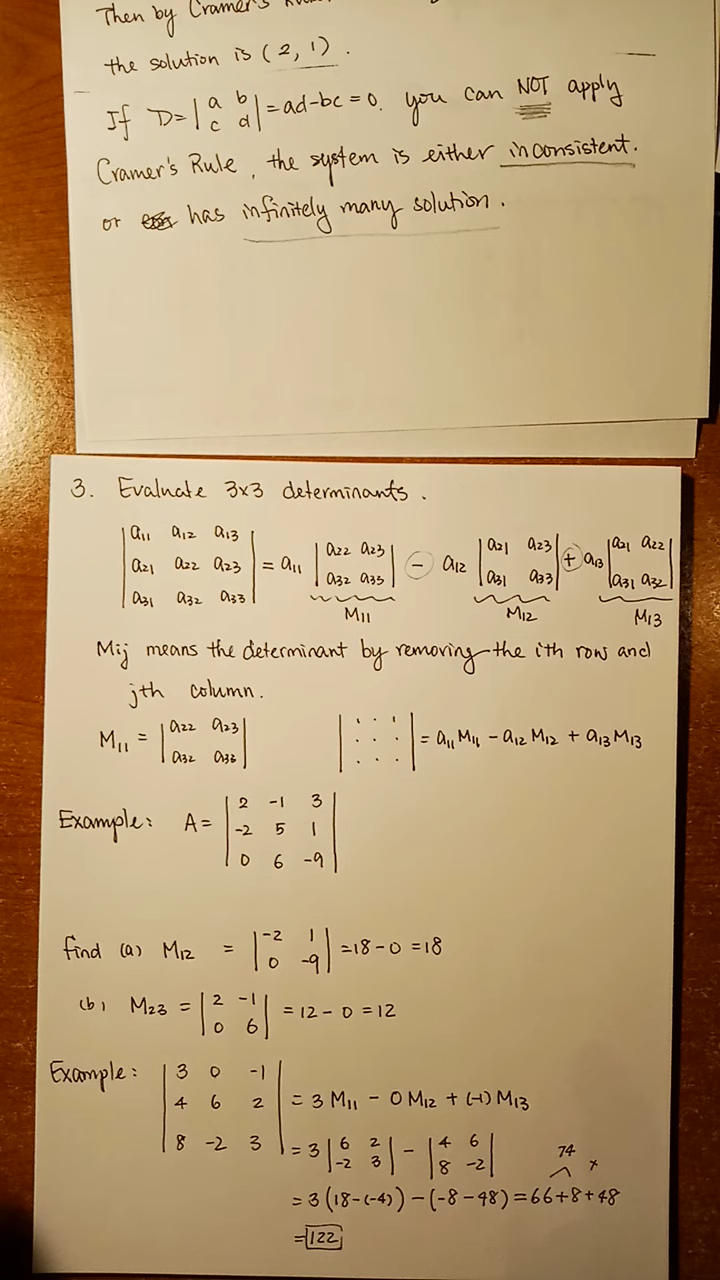 Then by Cramer's
the solution is (2, 1).
If D = | a b ; c d | = ad-bc = 0. you can NOT apply
Cramer's Rule, the system is either inconsistent.
or has infinitely many solution.
3. Evaluate 3x3 determinants.
| a11 a12 a13 ; a21 a22 a23 ; a31 a32 a33 | = a11 | a22 a23 ; a32 a33 | - a12 | a21 a23 ; a31 a33 | + a13 | a21 a22 ; a31 a32 |
M11 M12 M13
Mij means the determinant by removing the ith row and
jth column.
M11 = | a22 a23 ; a32 a33 | | . . . ; . . . ; . . . | = a11 M11 - a12 M12 + a13 M13
Example: A = | 2 -1 3 ; -2 5 1 ; 0 6 -9 |
find (a) M12 = | -2 1 ; 0 -9 | = 18 - 0 = 18
(b) M23 = | 2 -1 ; 0 6 | = 12 - 0 = 12
Example: | 3 0 -1 ; 4 6 2 ; 8 -2 3 | = 3 M11 - 0 M12 + (-1) M13
= 3 | 6 2 ; -2 3 | - | 4 6 ; 8 -2 |
74
= 3(18-(-4)) - (-8-48) = 66+8+48
= 122